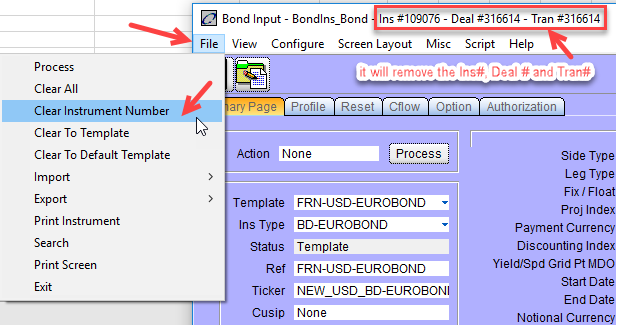 Bond Input - BondIns_Bond - Ins #109076 - Deal #316614 - Tran #316614
File View Configure Screen Layout Misc Script Help
it will remove the Ins#, Deal # and Tran#
Process
Clear All
Clear Instrument Number
Clear To Template
Clear To Default Template
Import
Export
Print Instrument
Search
Print Screen
Exit
Profile Reset Cflow Option Authorization
Action None Process
Template FRN-USD-EUROBOND
Ins Type BD-EUROBOND
Status Template
Ref FRN-USD-EUROBOND
Ticker
Cusip None
Side Type
Leg Type
Fix / Float
Proj Index
Payment Currency
Discounting Index
Yield/Spd Grid Pt MDO
Start Date
End Date
Notional Currency